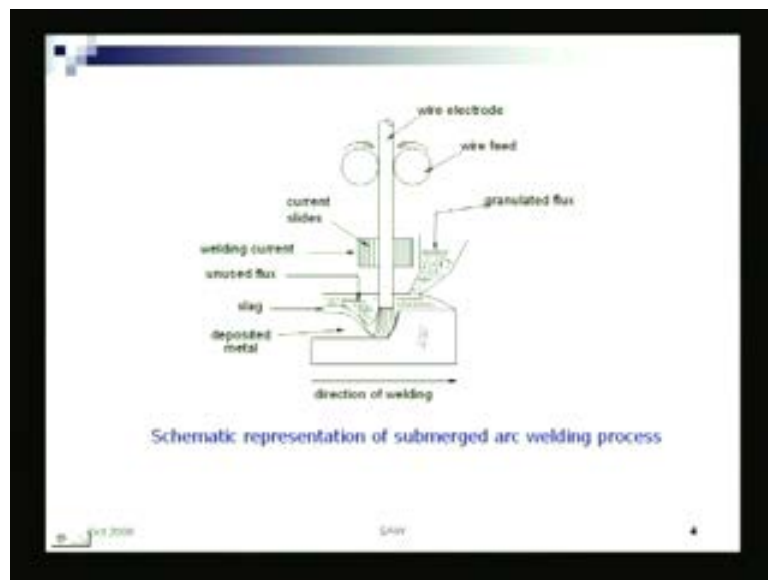 wire electrode
wire feed
granulated flux
current
slides
welding current
unused flux
slag
deposited
metal
direction of welding
Schematic representation of submerged arc welding process
SAW
4